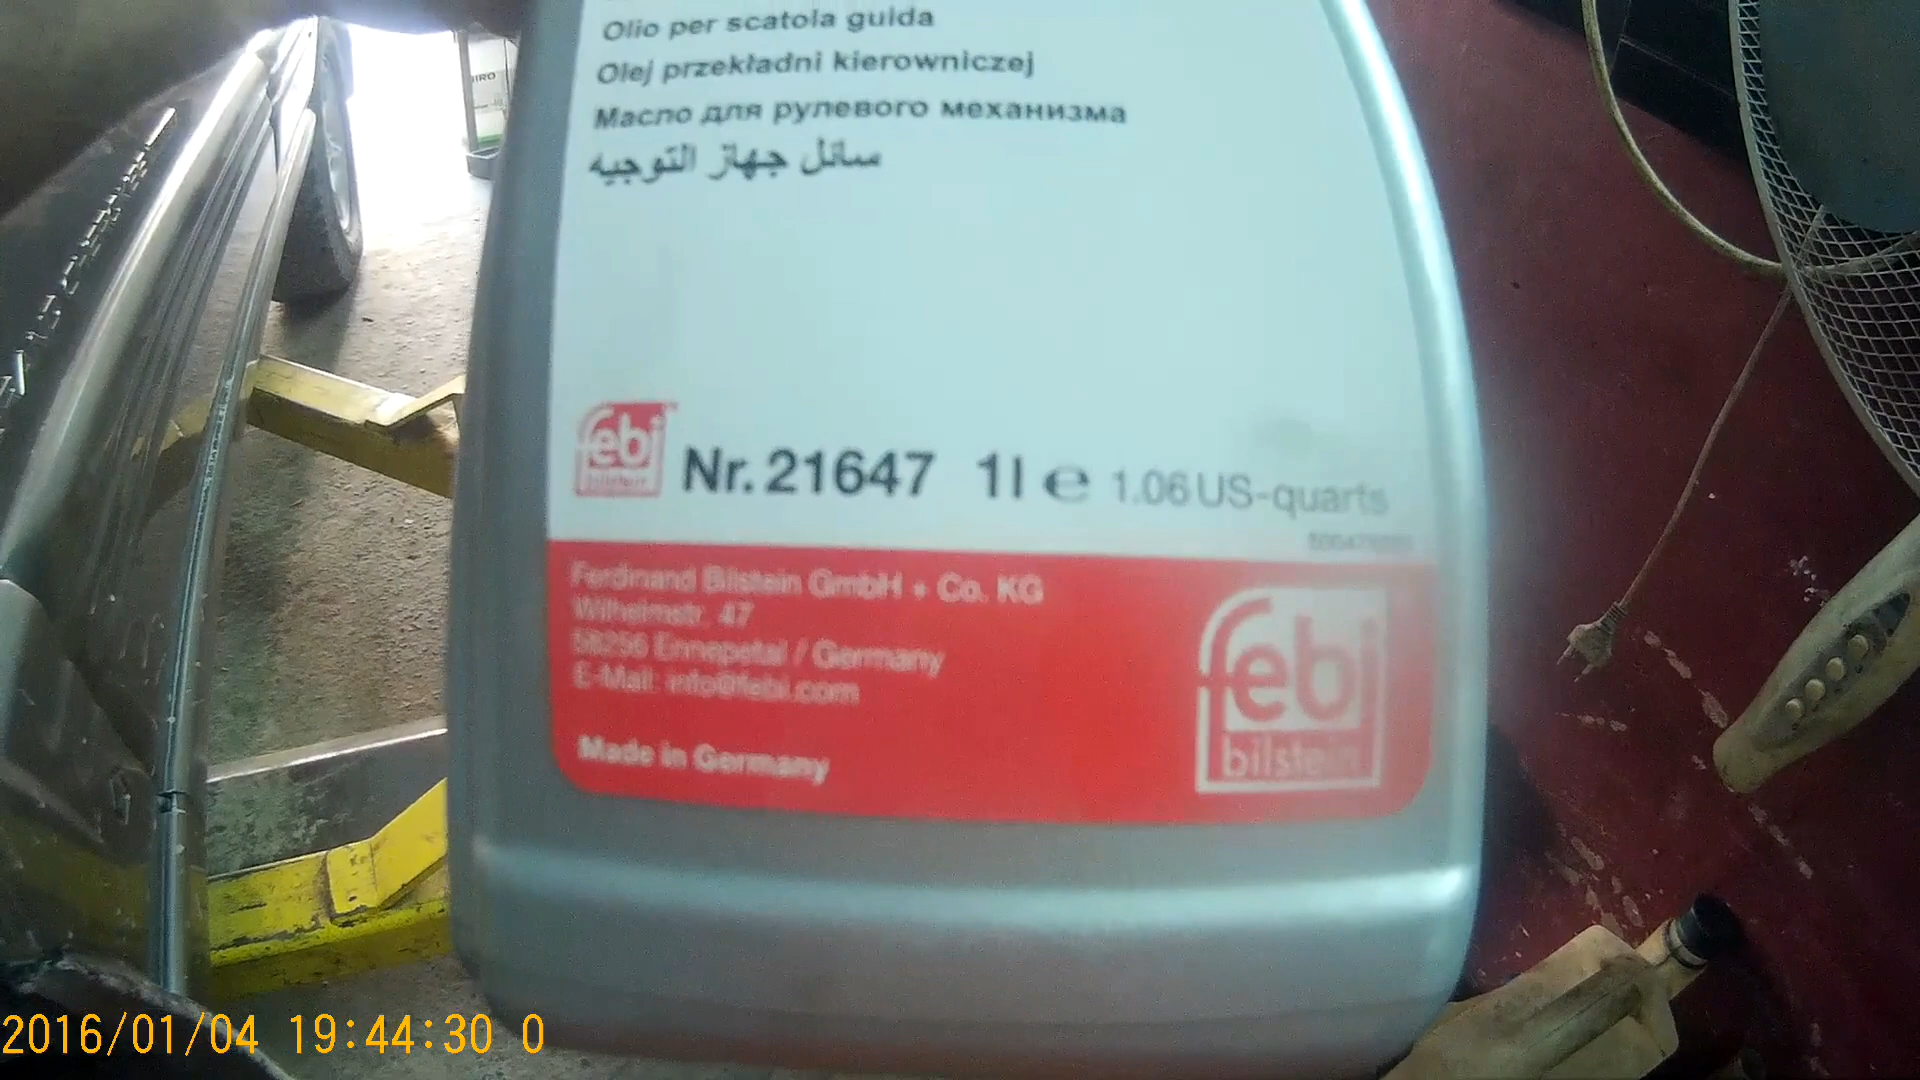 Olio per scatola guida
Olej przekładni kierowniczej
Масло для рулевого механизма
سائل جهاز التوجيه
febi bilstein Nr. 21647 1l ℮ 1.06 US-quarts
Ferdinand Bilstein GmbH + Co. KG
Wilhelmstr. 47
58256 Ennepetal / Germany
E-Mail: info@febi.com
Made in Germany
febi
bilstein
2016/01/04 19:44:30 0